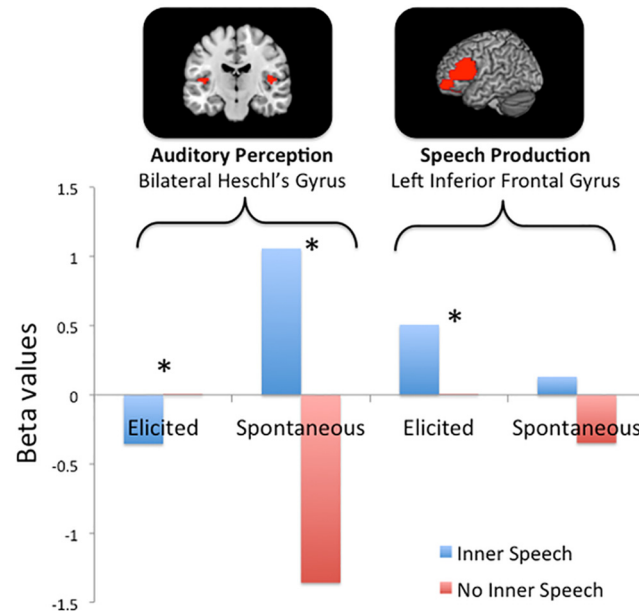 Auditory Perception
Bilateral Heschl's Gyrus
Speech Production
Left Inferior Frontal Gyrus
1.5
1
0.5
0
-0.5
-1
-1.5
Beta values
*
*
*
Elicited
Spontaneous
Elicited
Spontaneous
Inner Speech
No Inner Speech